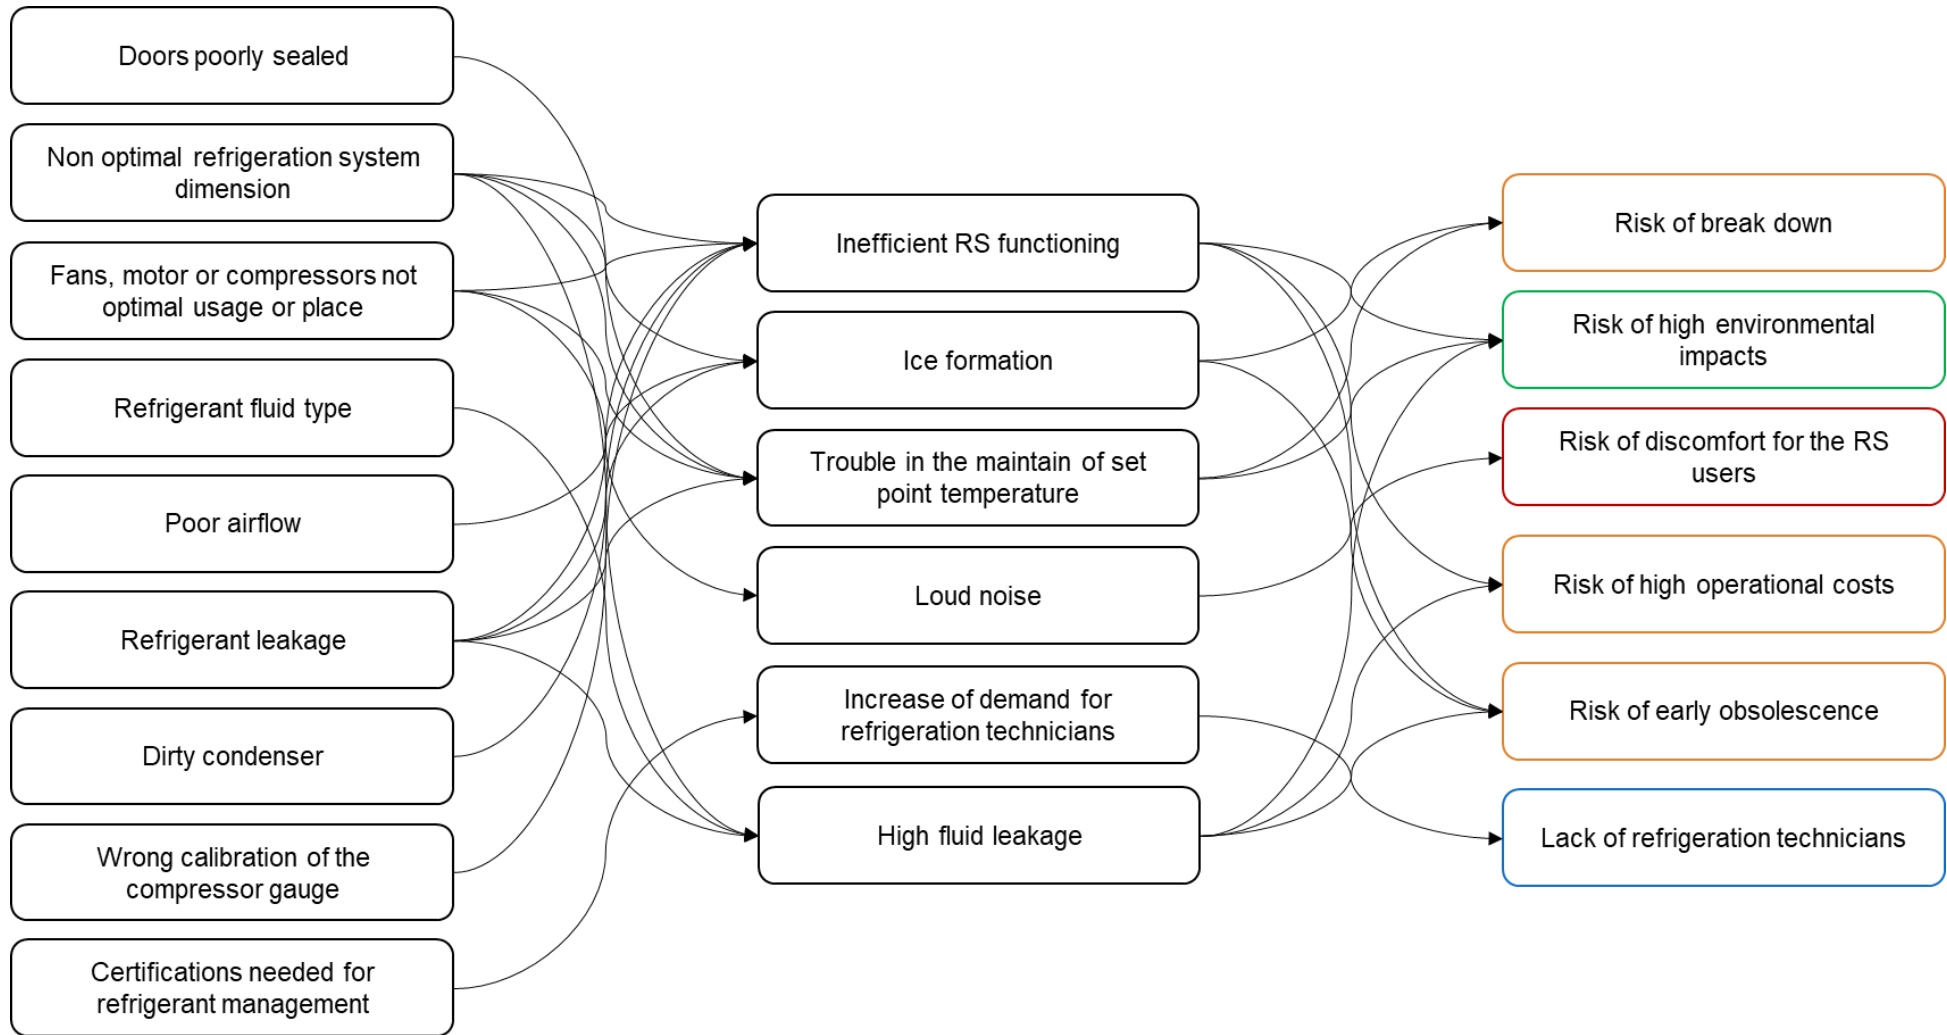 Doors poorly sealed
Non optimal refrigeration system
dimension
Fans, motor or compressors not
optimal usage or place
Refrigerant fluid type
Poor airflow
Refrigerant leakage
Dirty condenser
Wrong calibration of the
compressor gauge
Certifications needed for
refrigerant management
Inefficient RS functioning
Ice formation
Trouble in the maintain of set
point temperature
Loud noise
Increase of demand for
refrigeration technicians
High fluid leakage
Risk of break down
Risk of high environmental
impacts
Risk of discomfort for the RS
users
Risk of high operational costs
Risk of early obsolescence
Lack of refrigeration technicians